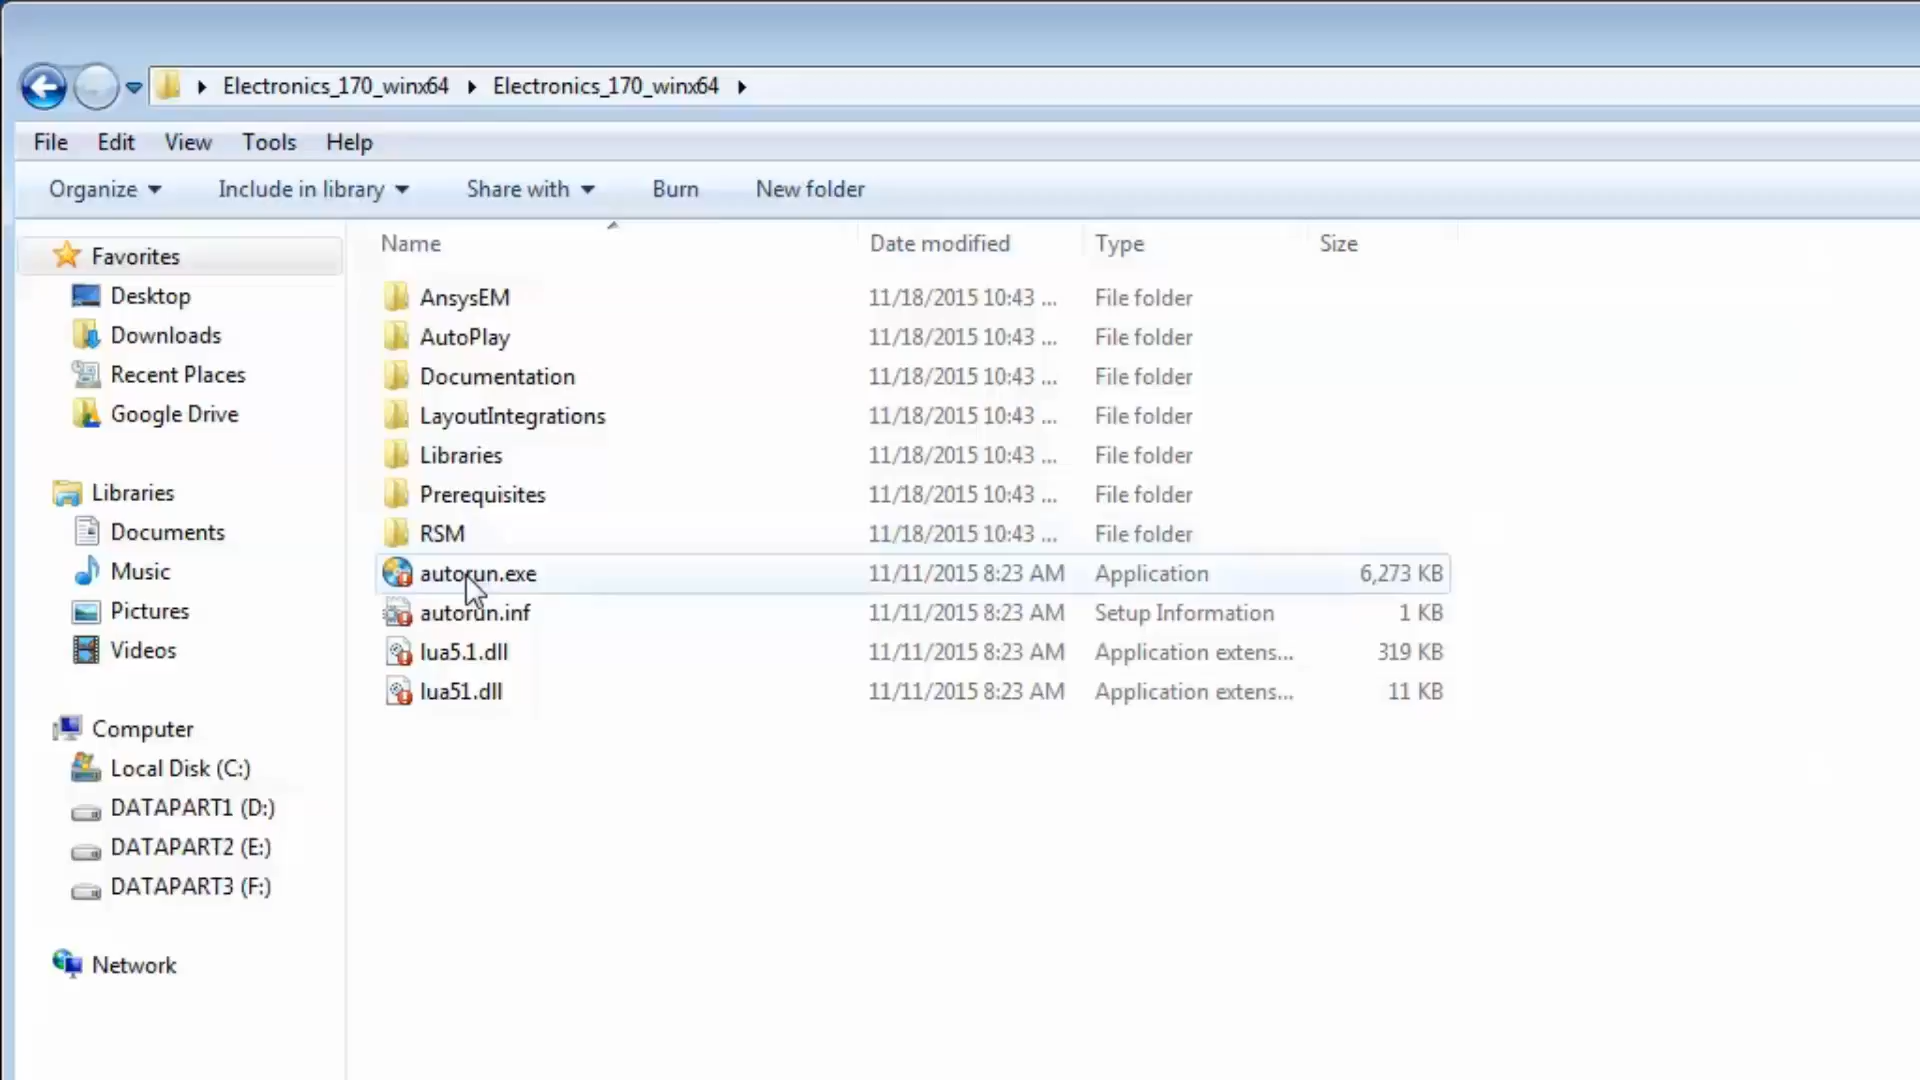 Electronics_170_winx64 Electronics_170_winx64
File Edit View Tools Help
Organize Include in library Share with Burn New folder
Name Date modified Type Size
Favorites
Desktop
Downloads
Recent Places
Google Drive
Libraries
Documents
Music
Pictures
Videos
Computer
Local Disk (C:)
DATAPART1 (D:)
DATAPART2 (E:)
DATAPART3 (F:)
Network
AnsysEM 11/18/2015 10:43 ... File folder
AutoPlay 11/18/2015 10:43 ... File folder
Documentation 11/18/2015 10:43 ... File folder
LayoutIntegrations 11/18/2015 10:43 ... File folder
Libraries 11/18/2015 10:43 ... File folder
Prerequisites 11/18/2015 10:43 ... File folder
RSM 11/18/2015 10:43 ... File folder
autorun.exe 11/11/2015 8:23 AM Application 6,273 KB
autorun.inf 11/11/2015 8:23 AM Setup Information 1 KB
lua5.1.dll 11/11/2015 8:23 AM Application extens... 319 KB
lua51.dll 11/11/2015 8:23 AM Application extens... 11 KB